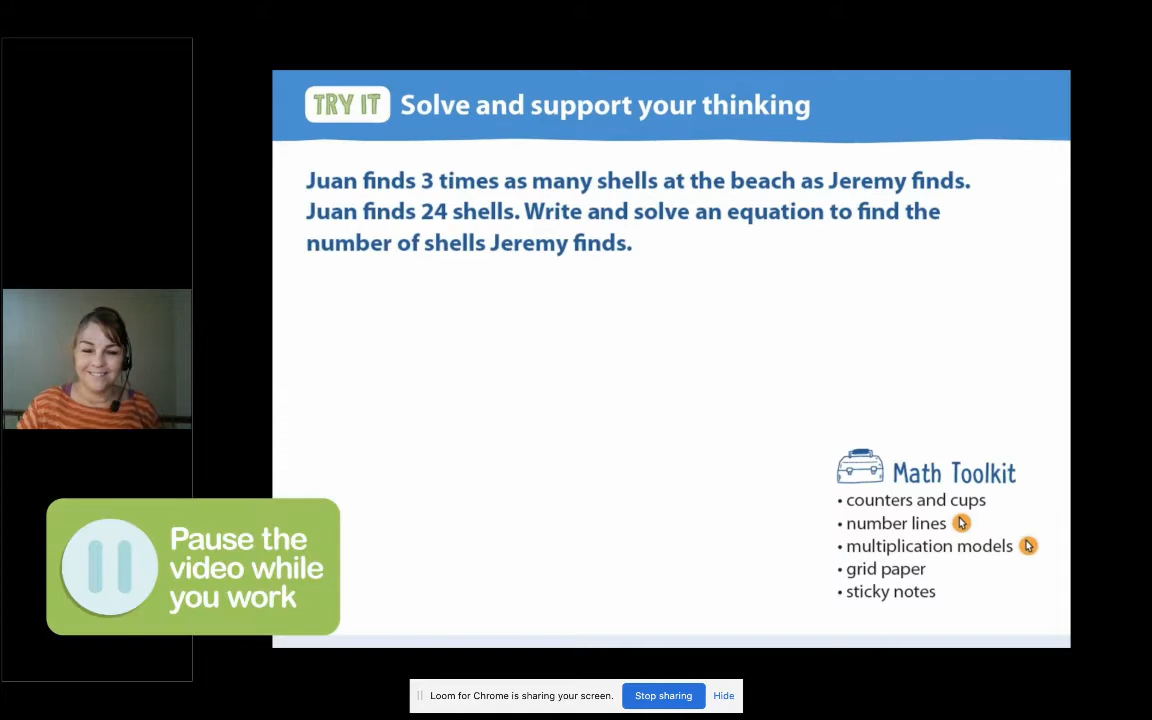 TRY IT Solve and support your thinking
Juan finds 3 times as many shells at the beach as Jeremy finds.
Juan finds 24 shells. Write and solve an equation to find the
number of shells Jeremy finds.
Math Toolkit
• counters and cups
• number lines
• multiplication models
• grid paper
• sticky notes
Pause the
video while
you work
Loom for Chrome is sharing your screen. Stop sharing Hide